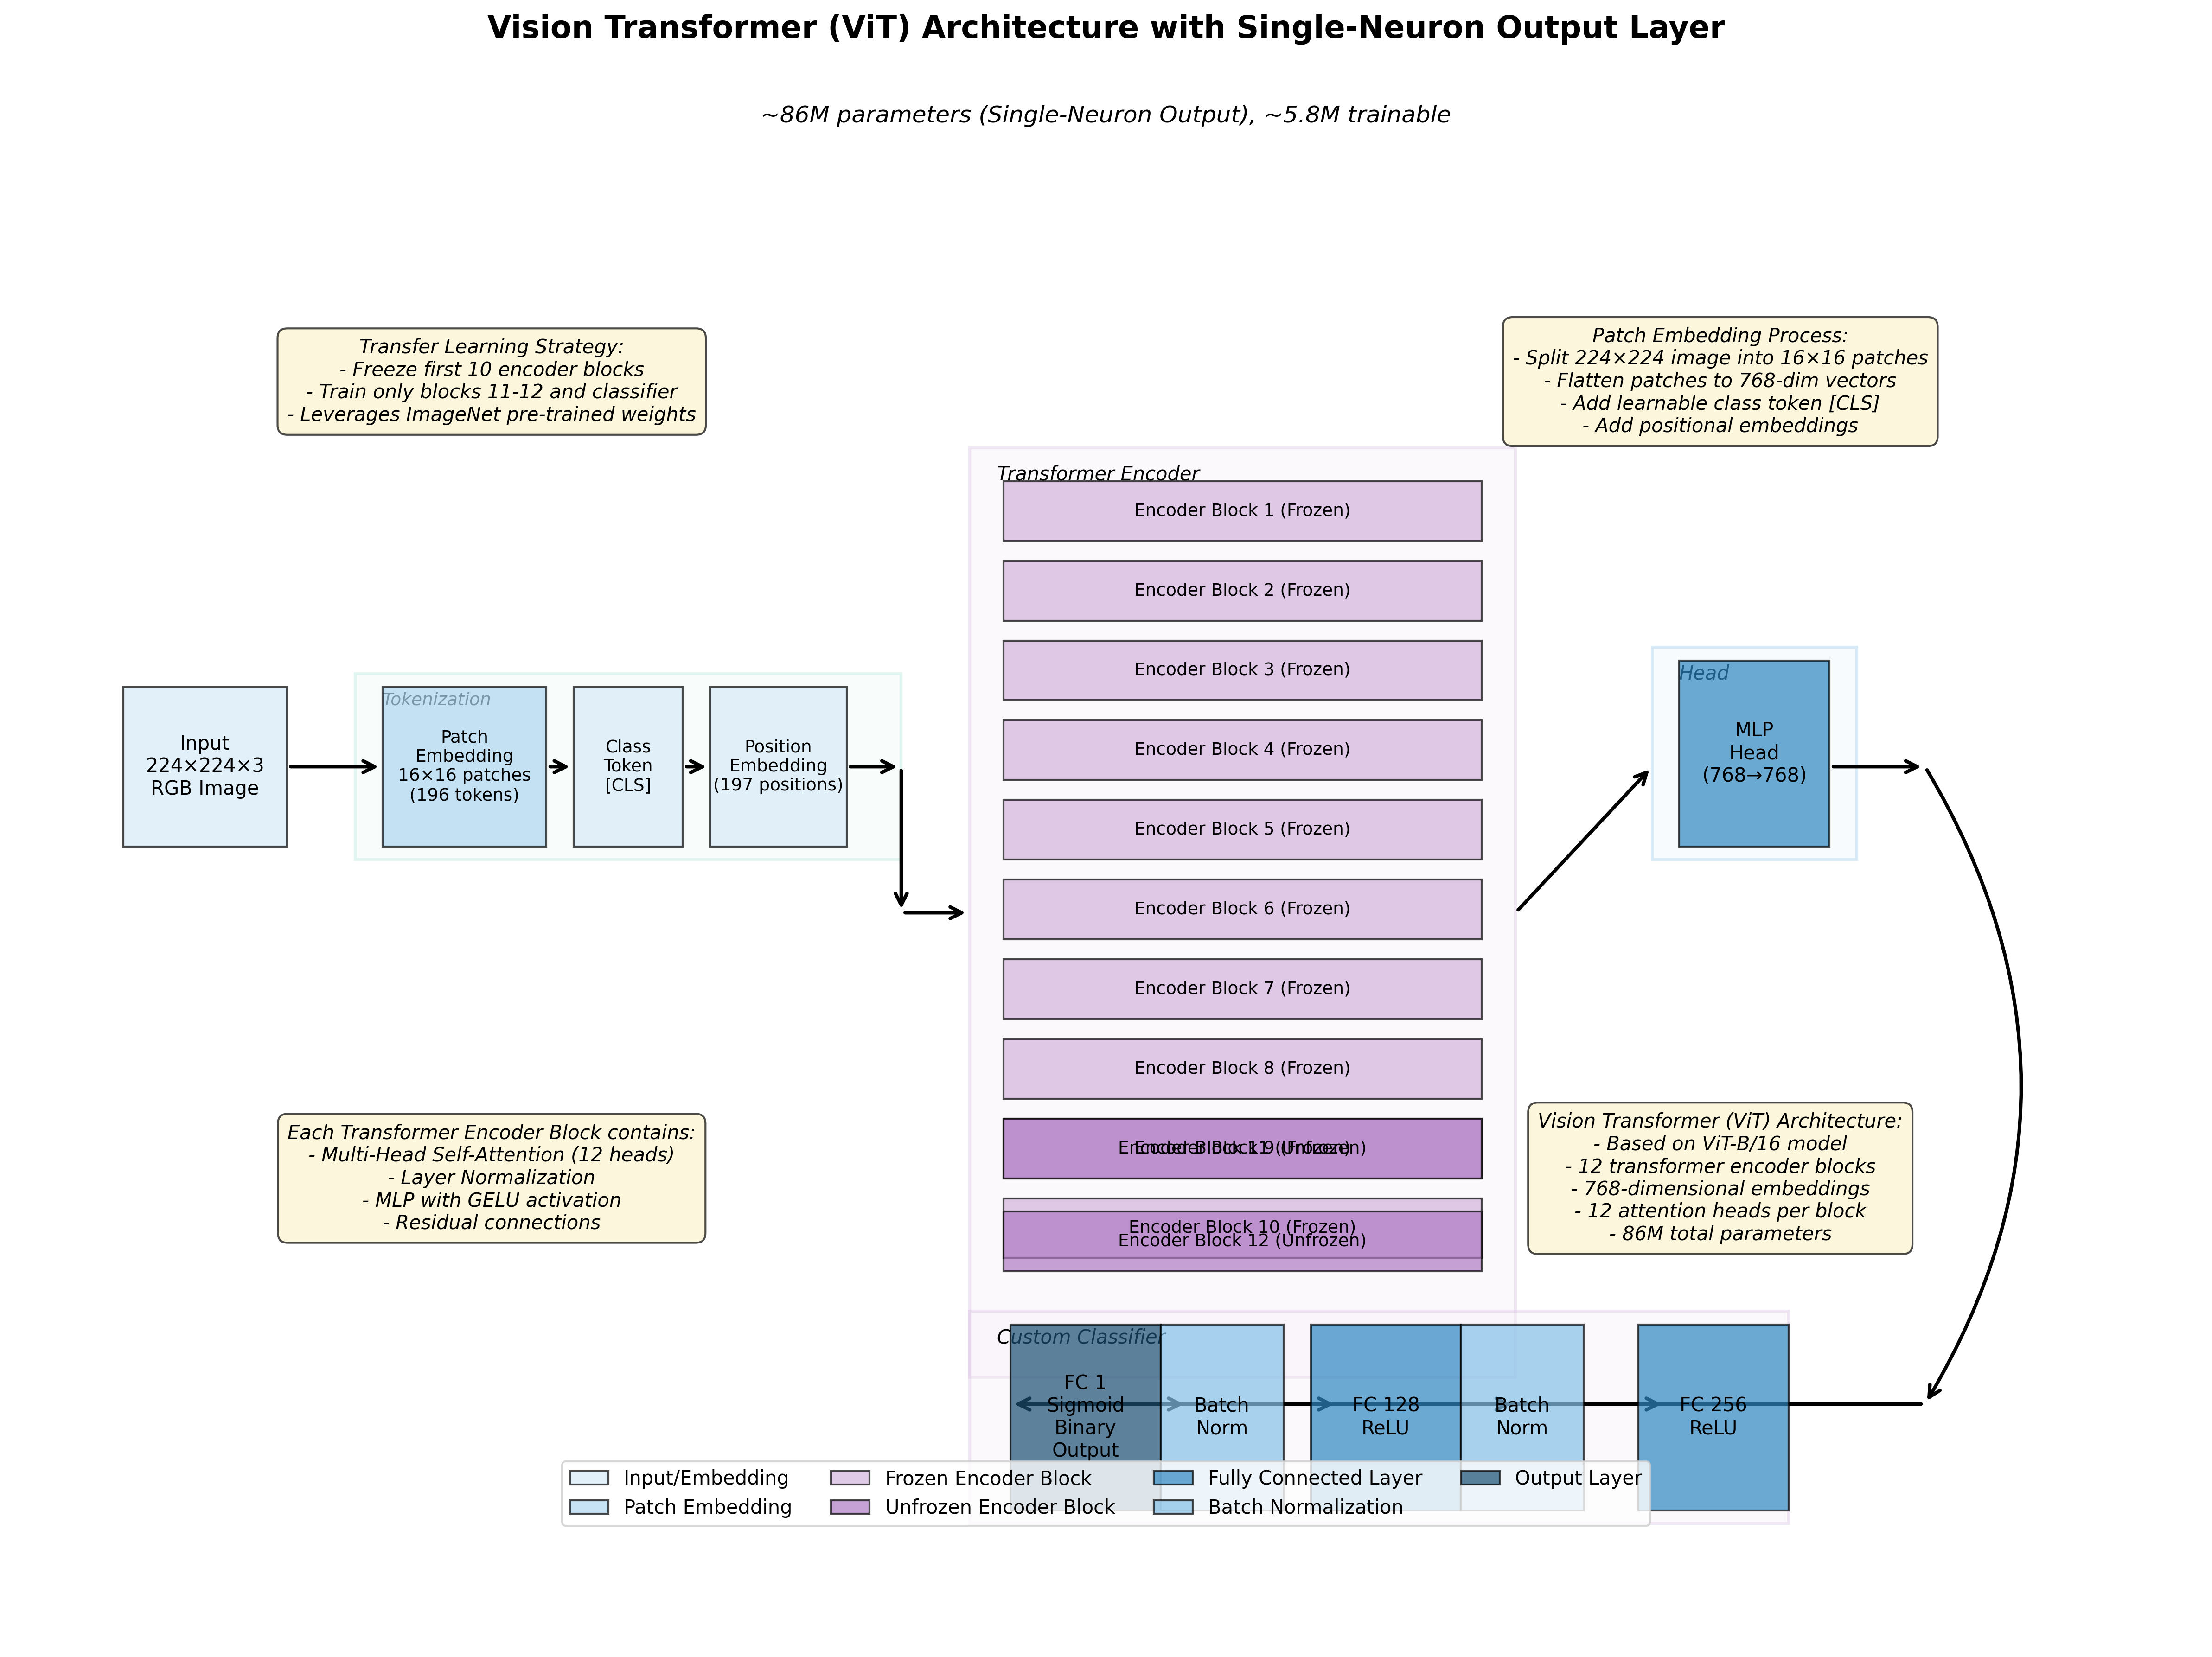 Vision Transformer (ViT) Architecture with Single-Neuron Output Layer
~86M parameters (Single-Neuron Output), ~5.8M trainable
Transfer Learning Strategy:
- Freeze first 10 encoder blocks
- Train only blocks 11-12 and classifier
- Leverages ImageNet pre-trained weights
Patch Embedding Process:
- Split 224×224 image into 16×16 patches
- Flatten patches to 768-dim vectors
- Add learnable class token [CLS]
- Add positional embeddings
Input
224×224×3
RGB Image
Tokenization
Patch
Embedding
16×16 patches
(196 tokens)
Class
Token
[CLS]
Position
Embedding
(197 positions)
Transformer Encoder
Encoder Block 1 (Frozen)
Encoder Block 2 (Frozen)
Encoder Block 3 (Frozen)
Encoder Block 4 (Frozen)
Encoder Block 5 (Frozen)
Encoder Block 6 (Frozen)
Encoder Block 7 (Frozen)
Encoder Block 8 (Frozen)
Encoder Block 9 (Frozen)
Encoder Block 11 (Unfrozen)
Encoder Block 10 (Frozen)
Encoder Block 12 (Unfrozen)
Head
MLP
Head
(768→768)
Each Transformer Encoder Block contains:
- Multi-Head Self-Attention (12 heads)
- Layer Normalization
- MLP with GELU activation
- Residual connections
Vision Transformer (ViT) Architecture:
- Based on ViT-B/16 model
- 12 transformer encoder blocks
- 768-dimensional embeddings
- 12 attention heads per block
- 86M total parameters
Custom Classifier
FC 1
Sigmoid
Binary
Output
Batch
Norm
FC 128
ReLU
Batch
Norm
FC 256
ReLU
Input/Embedding
Patch Embedding
Frozen Encoder Block
Unfrozen Encoder Block
Fully Connected Layer
Batch Normalization
Output Layer